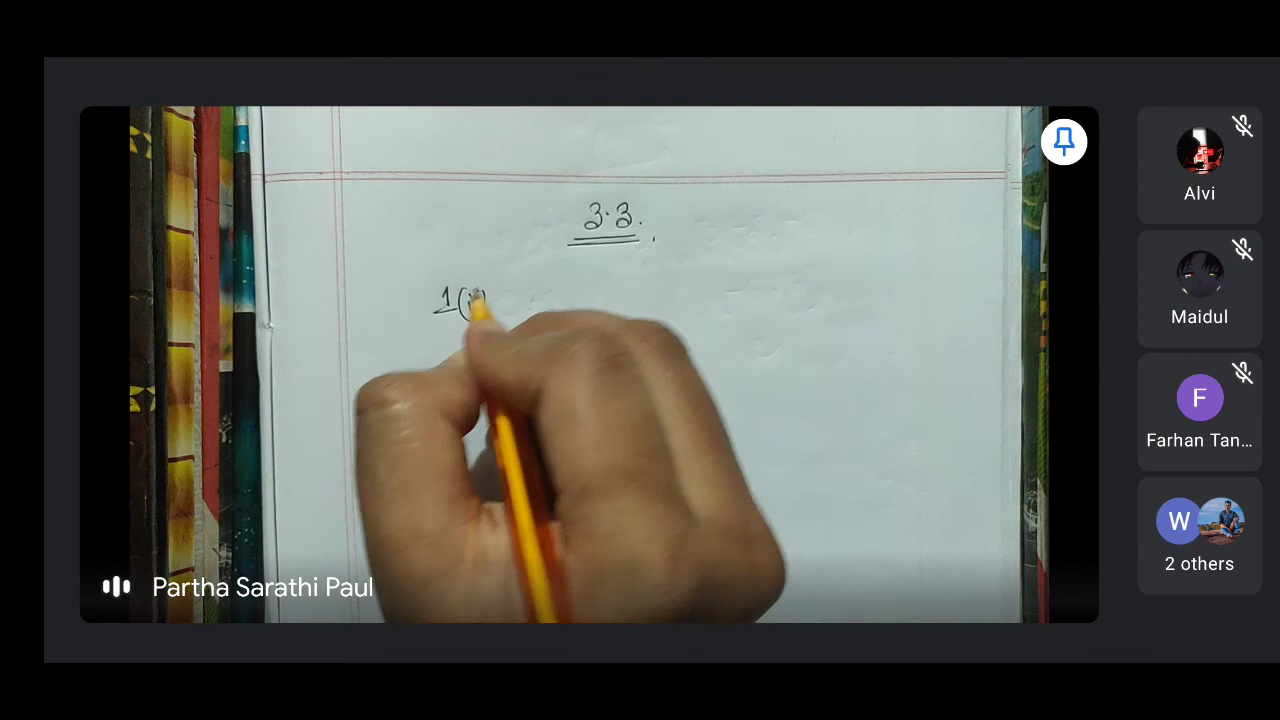 3.3.
1(i)
Partha Sarathi Paul
Alvi
Maidul
F
Farhan Tan...
W
2 others